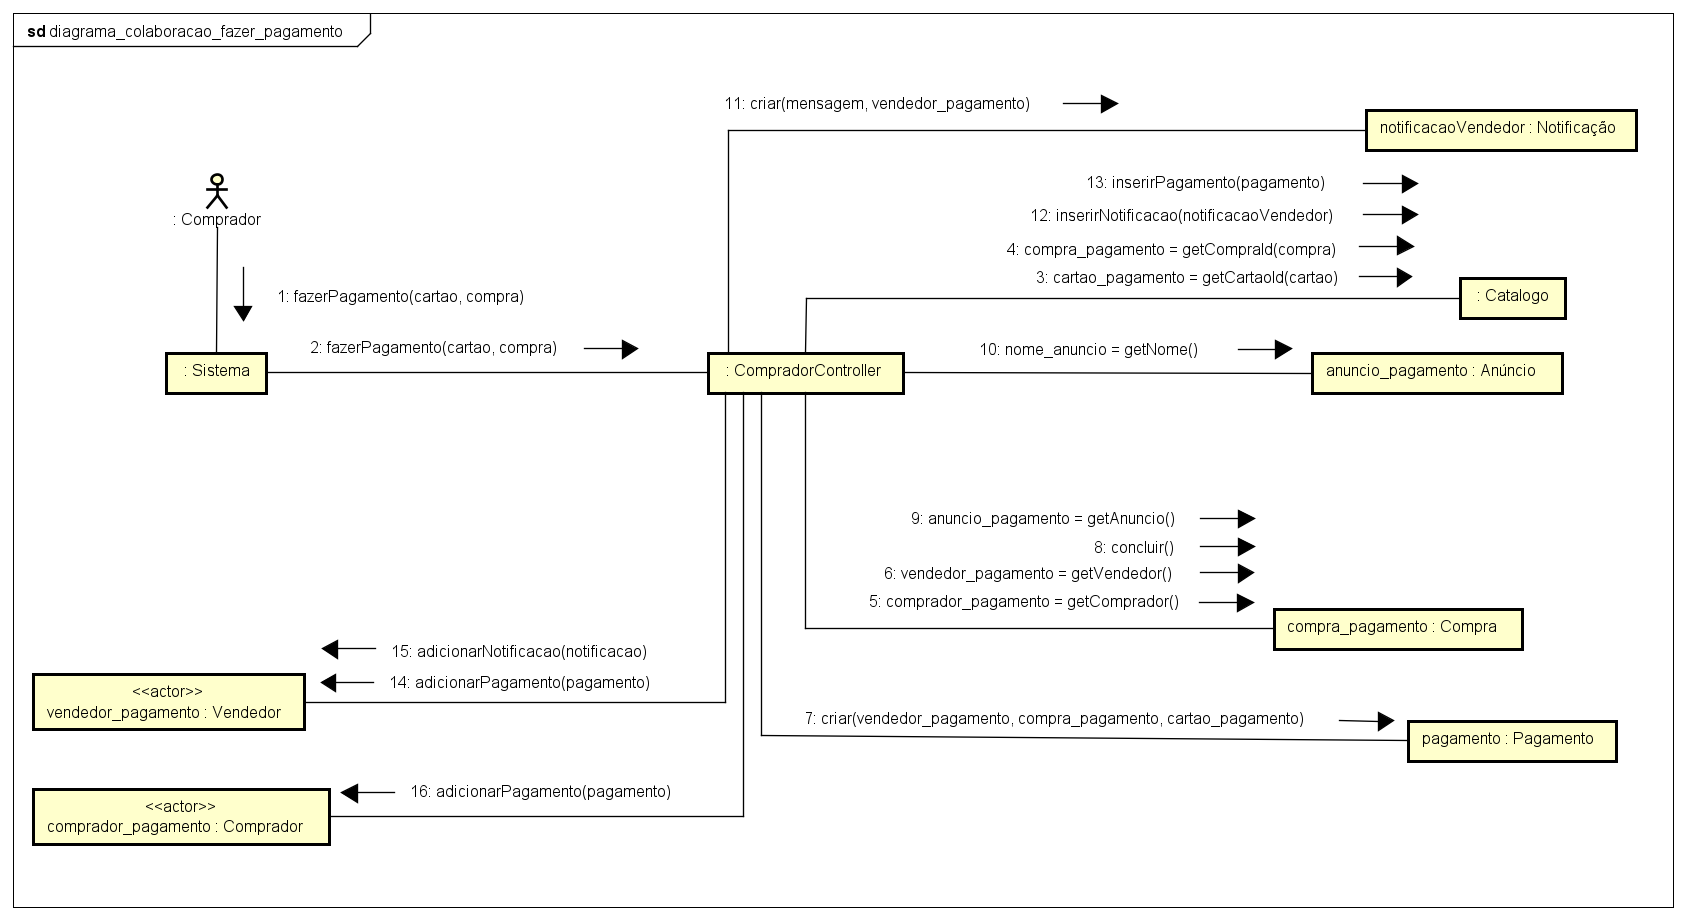 sd diagrama_colaboracao_fazer_pagamento
11: criar(mensagem, vendedor_pagamento)
notificacaoVendedor : Notificação
13: inserirPagamento(pagamento)
12: inserirNotificacao(notificacaoVendedor)
: Comprador
4: compra_pagamento = getCompraId(compra)
3: cartao_pagamento = getCartaoId(cartao)
: Catalogo
1: fazerPagamento(cartao, compra)
2: fazerPagamento(cartao, compra)
10: nome_anuncio = getNome()
: Sistema
: CompradorController
anuncio_pagamento : Anúncio
9: anuncio_pagamento = getAnuncio()
8: concluir()
6: vendedor_pagamento = getVendedor()
5: comprador_pagamento = getComprador()
compra_pagamento : Compra
15: adicionarNotificacao(notificacao)
14: adicionarPagamento(pagamento)
<<actor>>
vendedor_pagamento : Vendedor
7: criar(vendedor_pagamento, compra_pagamento, cartao_pagamento)
pagamento : Pagamento
16: adicionarPagamento(pagamento)
<<actor>>
comprador_pagamento : Comprador